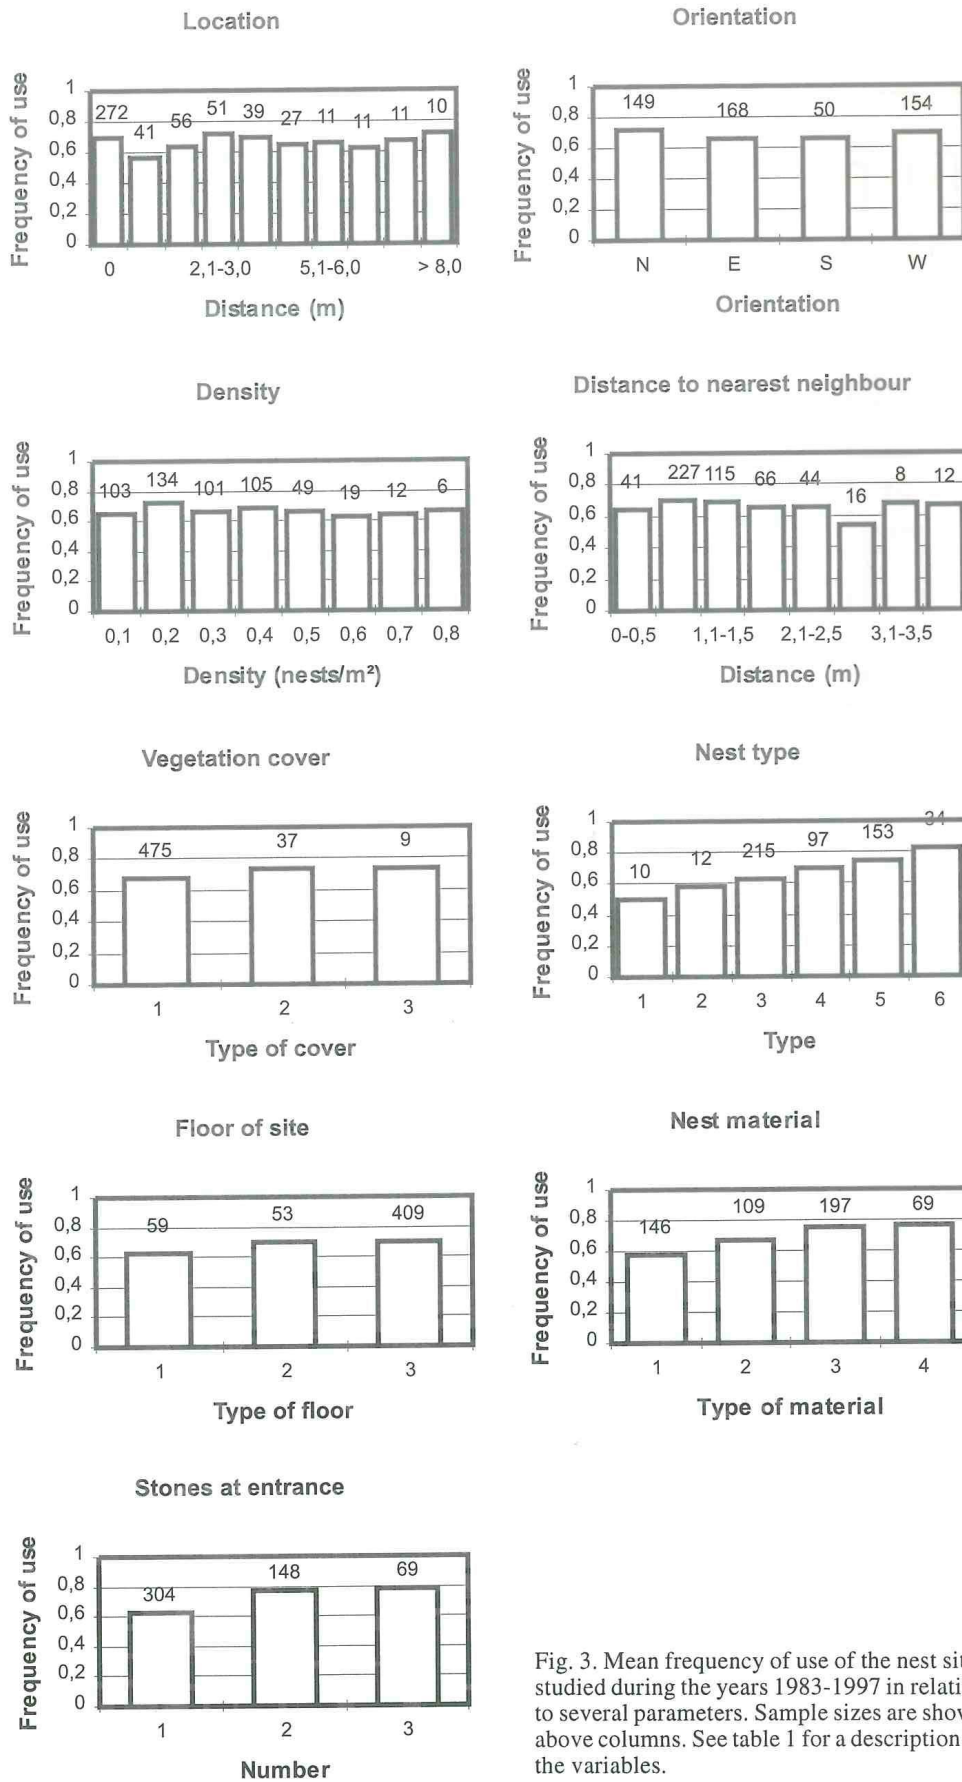 Location
Frequency of use
1
0,8
0,6
0,4
0,2
0
272 41 56 51 39 27 11 11 11 10
0 2,1-3,0 5,1-6,0 > 8,0
Distance (m)
Orientation
Frequency of use
1
0,8
0,6
0,4
0,2
0
149 168 50 154
N E S W
Orientation
Density
Frequency of use
1
0,8
0,6
0,4
0,2
0
103 134 101 105 49 19 12 6
0,1 0,2 0,3 0,4 0,5 0,6 0,7 0,8
Density (nests/m²)
Distance to nearest neighbour
Frequency of use
1
0,8
0,6
0,4
0,2
0
41 227 115 66 44 16 8 12
0-0,5 1,1-1,5 2,1-2,5 3,1-3,5
Distance (m)
Vegetation cover
Frequency of use
1
0,8
0,6
0,4
0,2
0
475 37 9
1 2 3
Type of cover
Nest type
Frequency of use
1
0,8
0,6
0,4
0,2
0
10 12 215 97 153 34
1 2 3 4 5 6
Type
Floor of site
Frequency of use
1
0,8
0,6
0,4
0,2
0
59 53 409
1 2 3
Type of floor
Nest material
Frequency of use
1
0,8
0,6
0,4
0,2
0
146 109 197 69
1 2 3 4
Type of material
Stones at entrance
Frequency of use
1
0,8
0,6
0,4
0,2
0
304 148 69
1 2 3
Number
Fig. 3. Mean frequency of use of the nest sit
studied during the years 1983-1997 in relati
to several parameters. Sample sizes are show
above columns. See table 1 for a description
the variables.